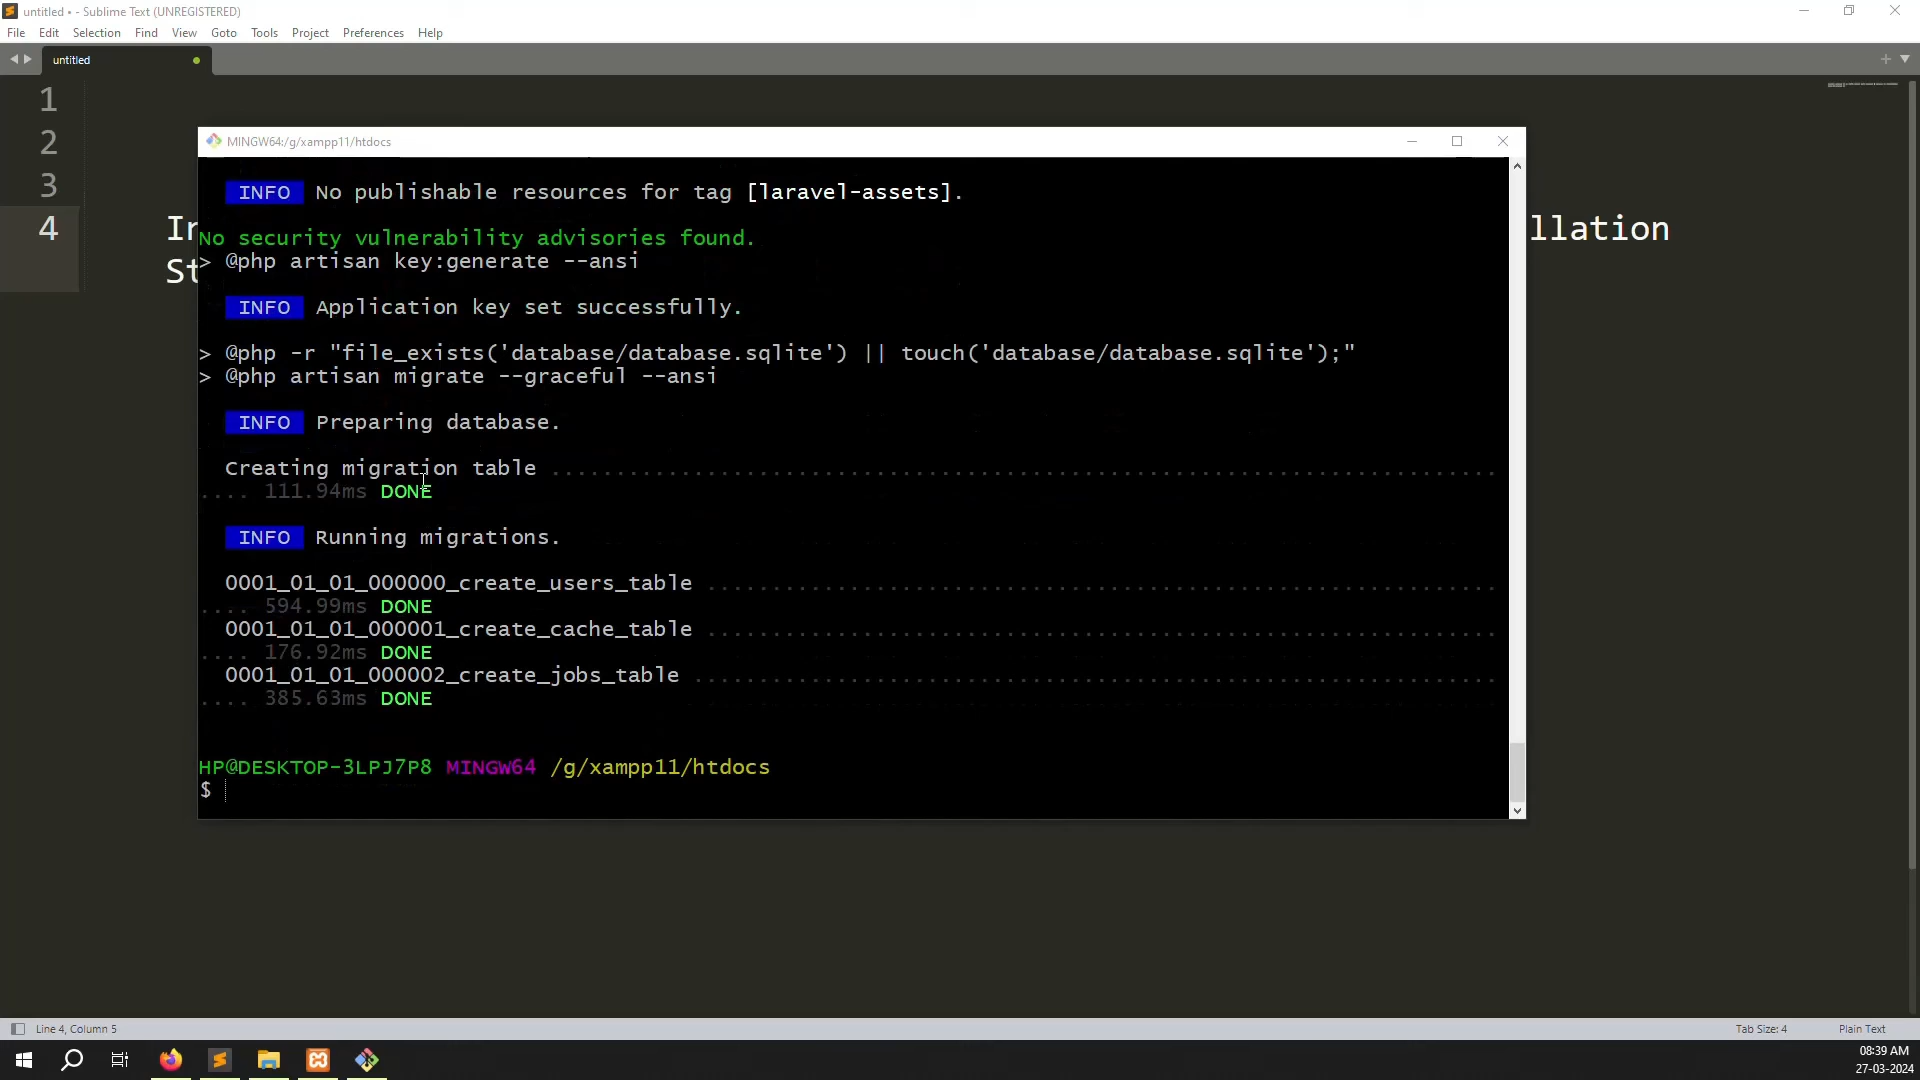 untitled • - Sublime Text (UNREGISTERED)
File Edit Selection Find View Goto Tools Project Preferences Help
untitled
1
2
3
4
llation
St
MINGW64:/g/xampp11/htdocs
INFO No publishable resources for tag [laravel-assets].
No security vulnerability advisories found.
> @php artisan key:generate --ansi
INFO Application key set successfully.
> @php -r "file_exists('database/database.sqlite') || touch('database/database.sqlite');"
> @php artisan migrate --graceful --ansi
INFO Preparing database.
Creating migration table ........................................................................
.... 111.94ms DONE
INFO Running migrations.
0001_01_01_000000_create_users_table ............................................................
.... 594.99ms DONE
0001_01_01_000001_create_cache_table ............................................................
.... 176.92ms DONE
0001_01_01_000002_create_jobs_table .............................................................
.... 385.63ms DONE
HP@DESKTOP-3LPJ7P8 MINGW64 /g/xampp11/htdocs
$
Line 4, Column 5
Tab Size: 4
Plain Text
08:39 AM
27-03-2024